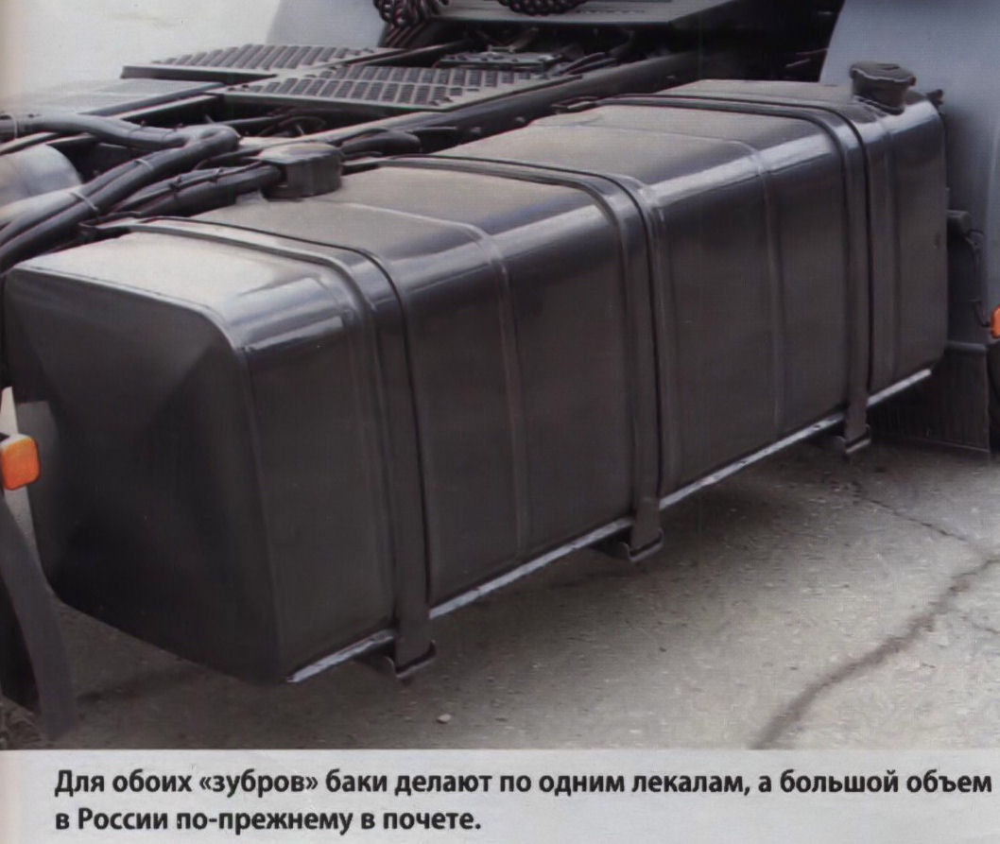 Для обоих «зубров» баки делают по одним лекалам, а большой объем
в России по-прежнему в почете.